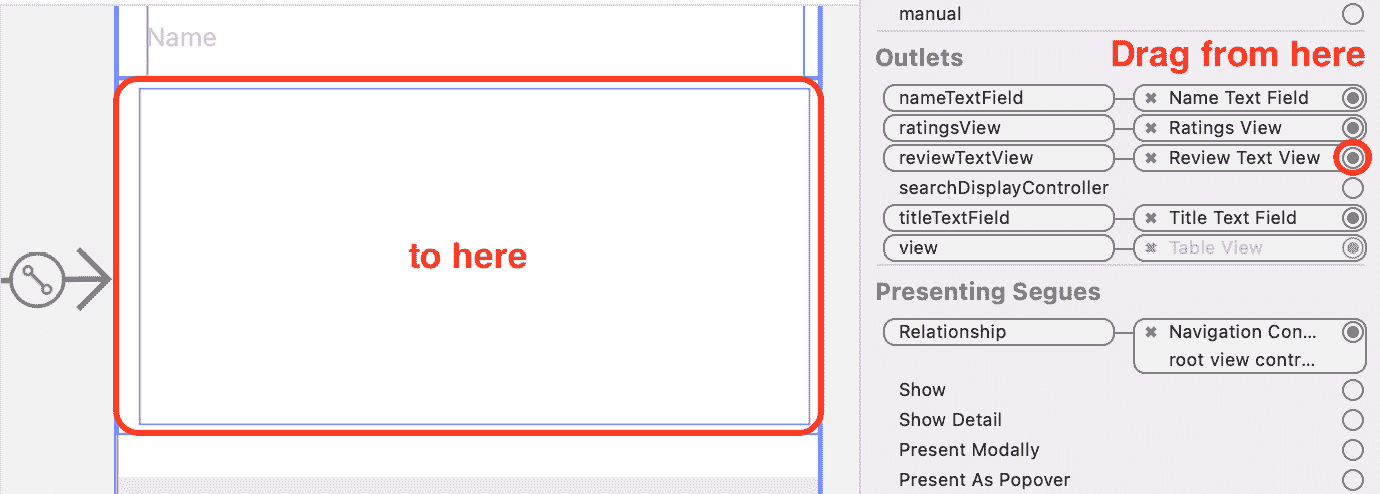 Name
to here
manual
Outlets
Drag from here
nameTextField
Name Text Field
ratingsView
Ratings View
reviewTextView
Review Text View
searchDisplayController
titleTextField
Title Text Field
view
Table View
Presenting Segues
Relationship
Navigation Con...
root view contr...
Show
Show Detail
Present Modally
Present As Popover